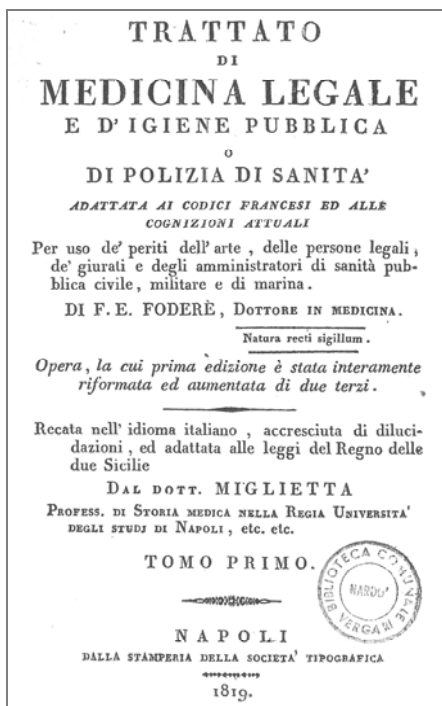 TRATTATO
DI
MEDICINA LEGALE
E D' IGIENE PUBBLICA
O
DI POLIZIA DI SANITA'
ADATTATA AI CODICI FRANCESI ED ALLE
COGNIZIONI ATTUALI
Per uso de' periti dell' arte , delle persone legali ,
de' giurati e degli amministratori di sanità pub-
blica civile, militare e di marina .
DI F. E. FODERÈ , DOTTORE IN MEDICINA .
Natura recti sigillum .
Opera, la cui prima edizione è stata interamente
riformata ed aumentata di due terzi .
Recata nell' idioma italiano , accresciuta di diluci-
dazioni , ed adattata alle leggi del Regno delle
due Sicilie
DAL DOTT. MIGLIETTA
PROFESS. DI STORIA MEDICA NELLA REGIA UNIVERSITA'
DEGLI STUDJ DI NAPOLI , etc. etc.
TOMO PRIMO .
BIBLIOTECA COMUNALE
NARDO'
VERGARI
NAPOLI
DALLA STAMPERIA DELLA SOCIETA' TIPOGRAFICA
1819.